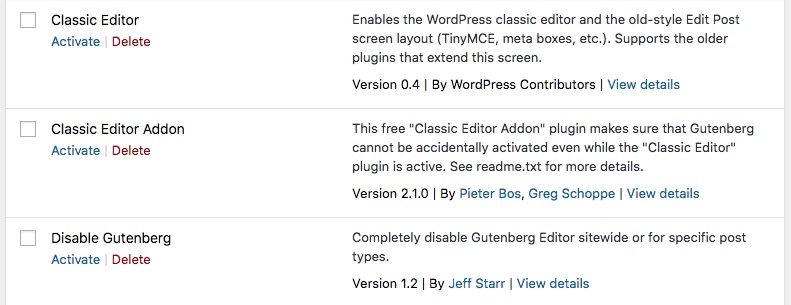 Classic Editor
Activate | Delete
Enables the WordPress classic editor and the old-style Edit Post
screen layout (TinyMCE, meta boxes, etc.). Supports the older
plugins that extend this screen.
Version 0.4 | By WordPress Contributors | View details
Classic Editor Addon
Activate | Delete
This free "Classic Editor Addon" plugin makes sure that Gutenberg
cannot be accidentally activated even while the "Classic Editor"
plugin is active. See readme.txt for more details.
Version 2.1.0 | By Pieter Bos, Greg Schoppe | View details
Disable Gutenberg
Activate | Delete
Completely disable Gutenberg Editor sitewide or for specific post
types.
Version 1.2 | By Jeff Starr | View details